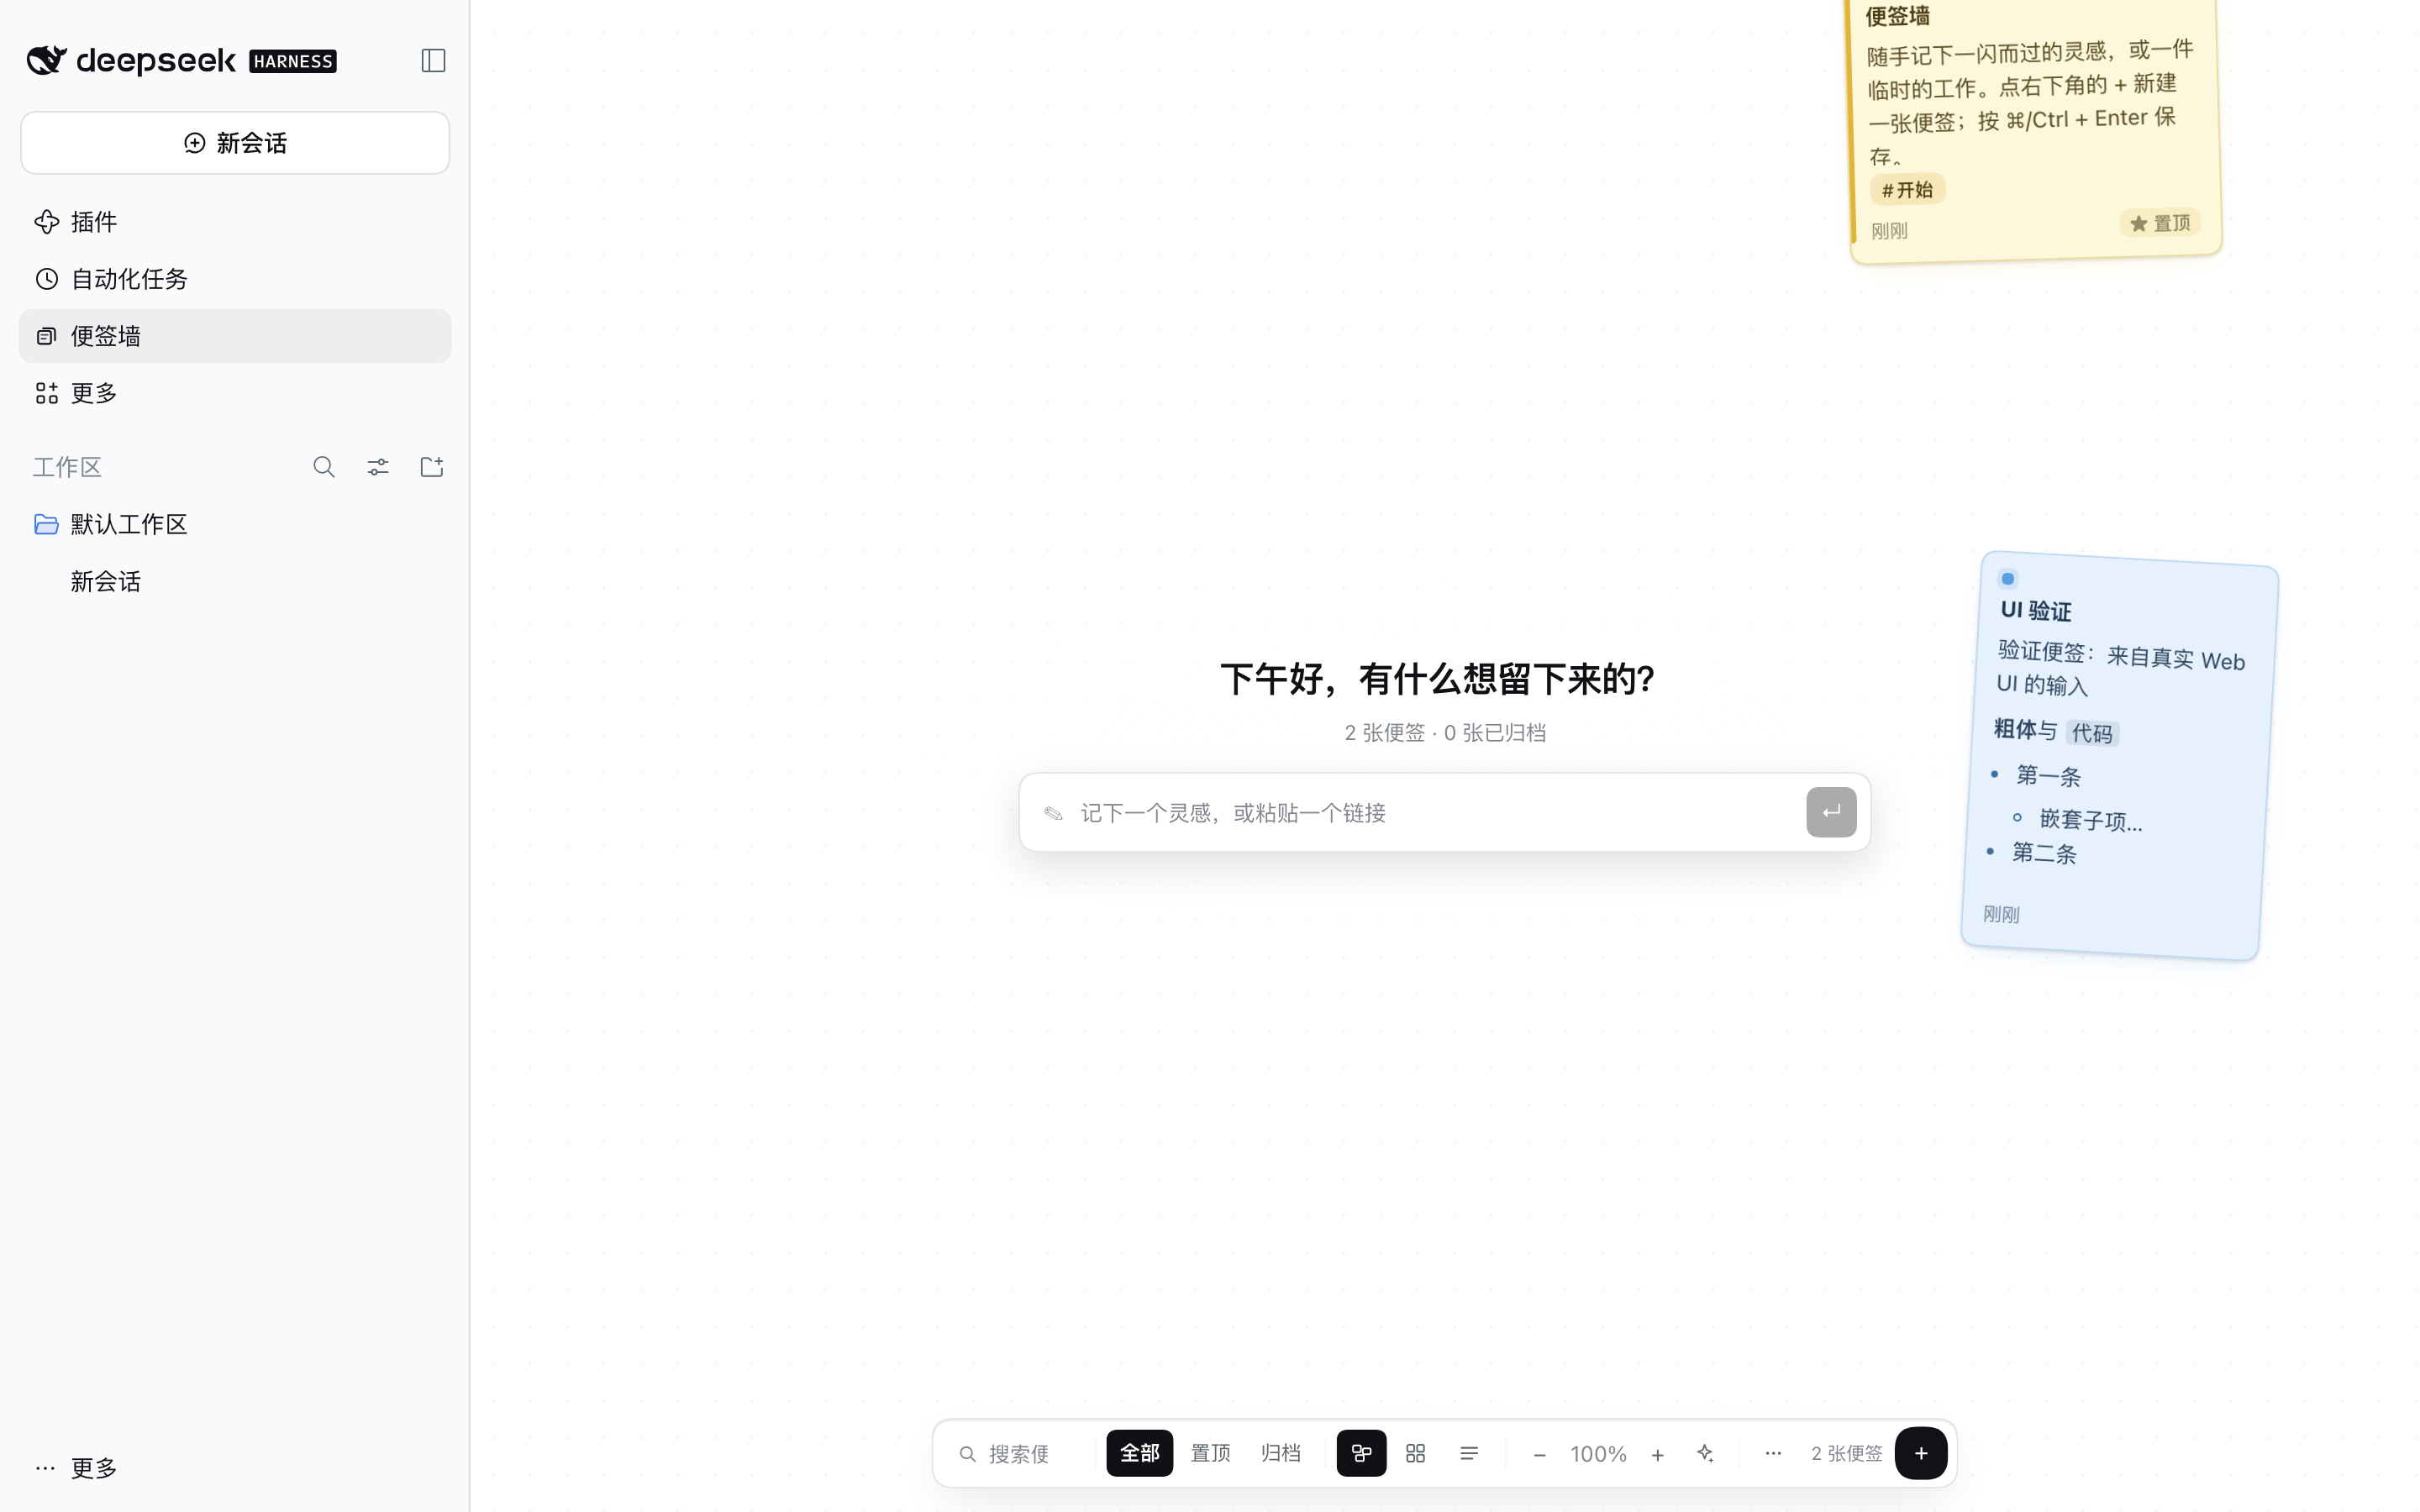 deepseek HARNESS
新会话
插件
自动化任务
便签墙
更多
工作区
默认工作区
新会话
更多
便签墙
随手记下一闪而过的灵感，或一件
临时的工作。点右下角的 + 新建
一张便签；按 ⌘/Ctrl + Enter 保
存。
#开始
刚刚
置顶
UI 验证
验证便签：来自真实 Web
UI 的输入
粗体与 代码
第一条
嵌套子项...
第二条
刚刚
下午好，有什么想留下来的?
2 张便签 · 0 张已归档
记下一个灵感，或粘贴一个链接
搜索便 全部 置顶 归档 − 100% + 2 张便签 +